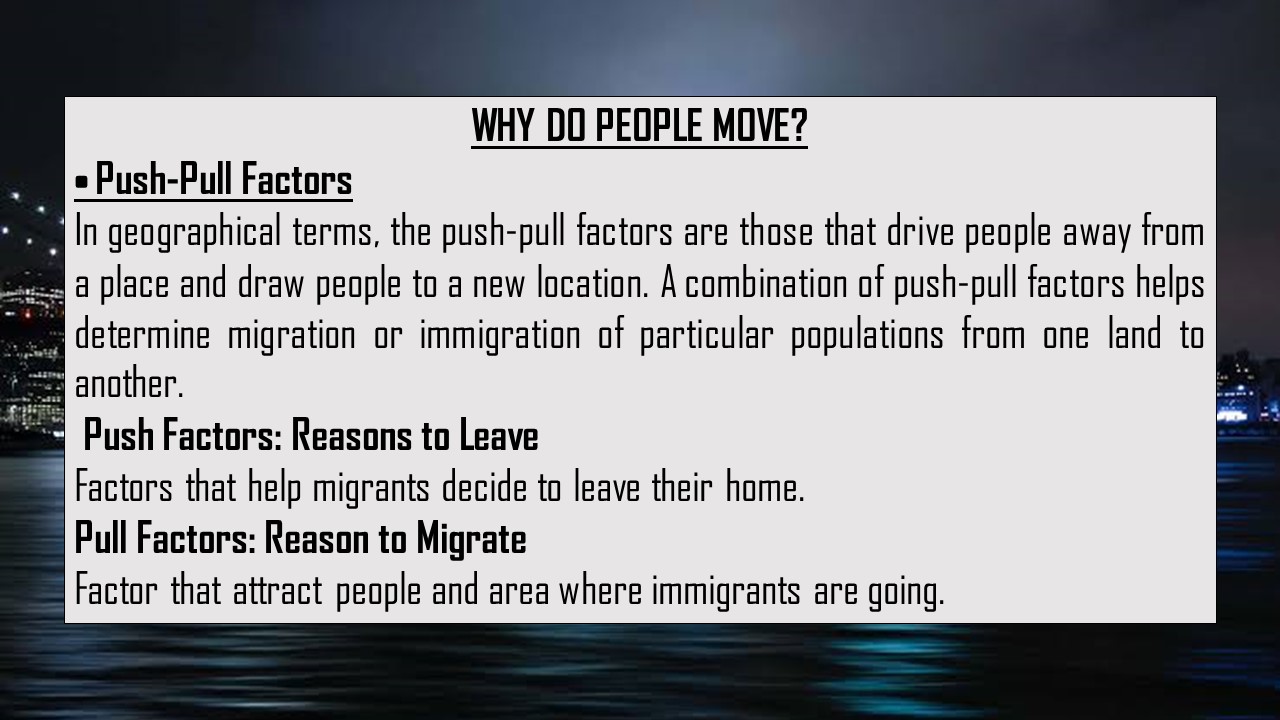 WHY DO PEOPLE MOVE?
• Push-Pull Factors
In geographical terms, the push-pull factors are those that drive people away from
a place and draw people to a new location. A combination of push-pull factors helps
determine migration or immigration of particular populations from one land to
another.
Push Factors: Reasons to Leave
Factors that help migrants decide to leave their home.
Pull Factors: Reason to Migrate
Factor that attract people and area where immigrants are going.